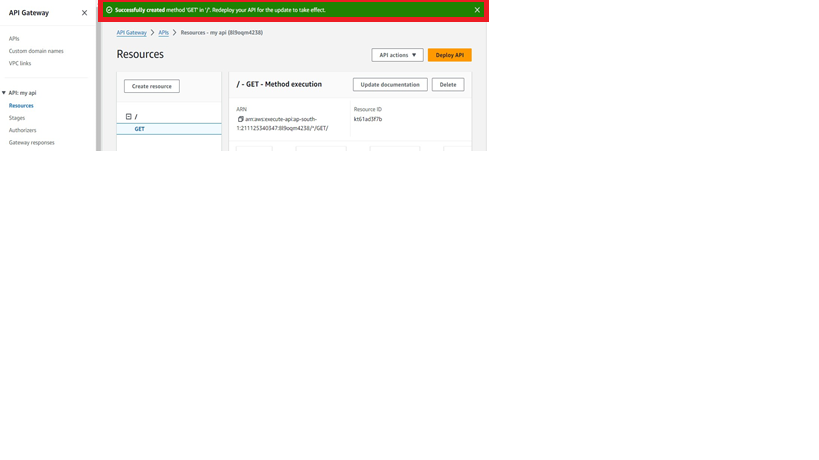 API Gateway
APIs
Custom domain names
VPC links
API: my api
Resources
Stages
Authorizers
Gateway responses
Successfully created method 'GET' in '/'. Redeploy your API for the update to take effect.
API Gateway > APIs > Resources - my api (8l9oqm4238)
Resources
API actions
Deploy API
Create resource
/
GET
/ - GET - Method execution
Update documentation
Delete
ARN
arn:aws:execute-api:ap-south-
1:211125340347:8l9oqm4238/*/GET/
Resource ID
kt61ad3f7b